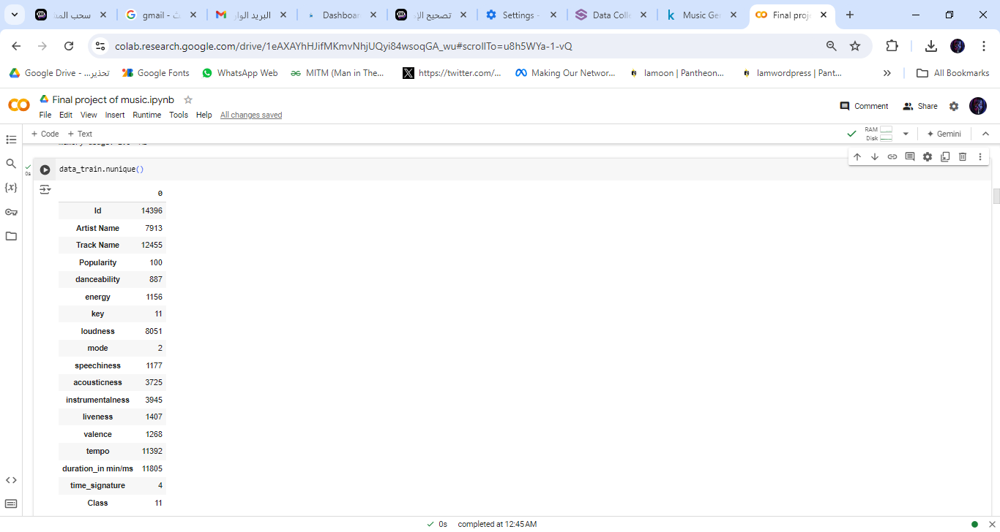 سحب المنا
gmail - ث
البريد الوار
Dashboar
تصحيح الإ
Settings -
Data Colle
Music Ger
Final proje
colab.research.google.com/drive/1eAXAYhHJifMKmvNhjUQyi84wsoqGA_wu#scrollTo=u8h5WYa-1-vQ
Google Drive - ...تحذير
Google Fonts
WhatsApp Web
MITM (Man in The...
https://twitter.com/...
Making Our Networ...
lamoon | Pantheon...
lamwordpress | Pant...
All Bookmarks
Final project of music.ipynb
File Edit View Insert Runtime Tools Help All changes saved
Comment Share
+ Code + Text
RAM
Disk
Gemini
0s
data_train.nunique()
0
Id 14396
Artist Name 7913
Track Name 12455
Popularity 100
danceability 887
energy 1156
key 11
loudness 8051
mode 2
speechiness 1177
acousticness 3725
instrumentalness 3945
liveness 1407
valence 1268
tempo 11392
duration_in min/ms 11805
time_signature 4
Class 11
0s completed at 12:45 AM